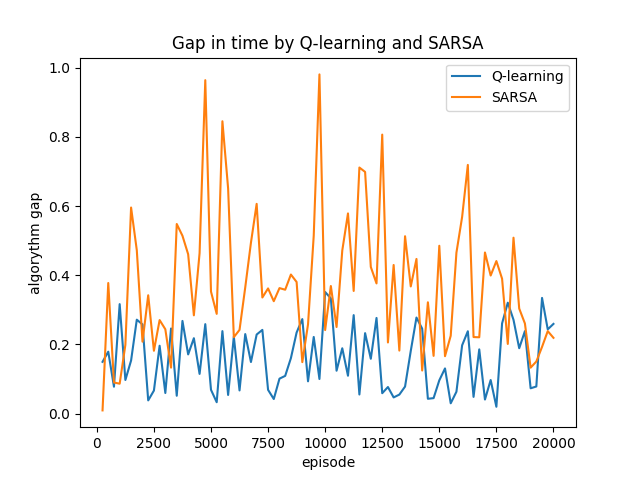 Gap in time by Q-learning and SARSA
Q-learning
SARSA
1.0
0.8
0.6
0.4
0.2
0.0
algorythm gap
0 2500 5000 7500 10000 12500 15000 17500 20000
episode